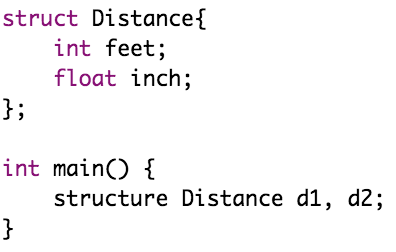 struct Distance{
    int feet;
    float inch;
};

int main() {
    structure Distance d1, d2;
}